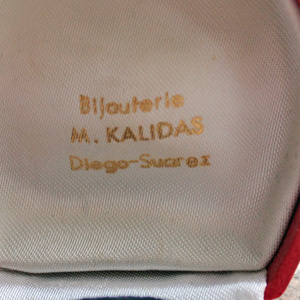 Bijouterie
M. KALIDAS
Diego-Suarez